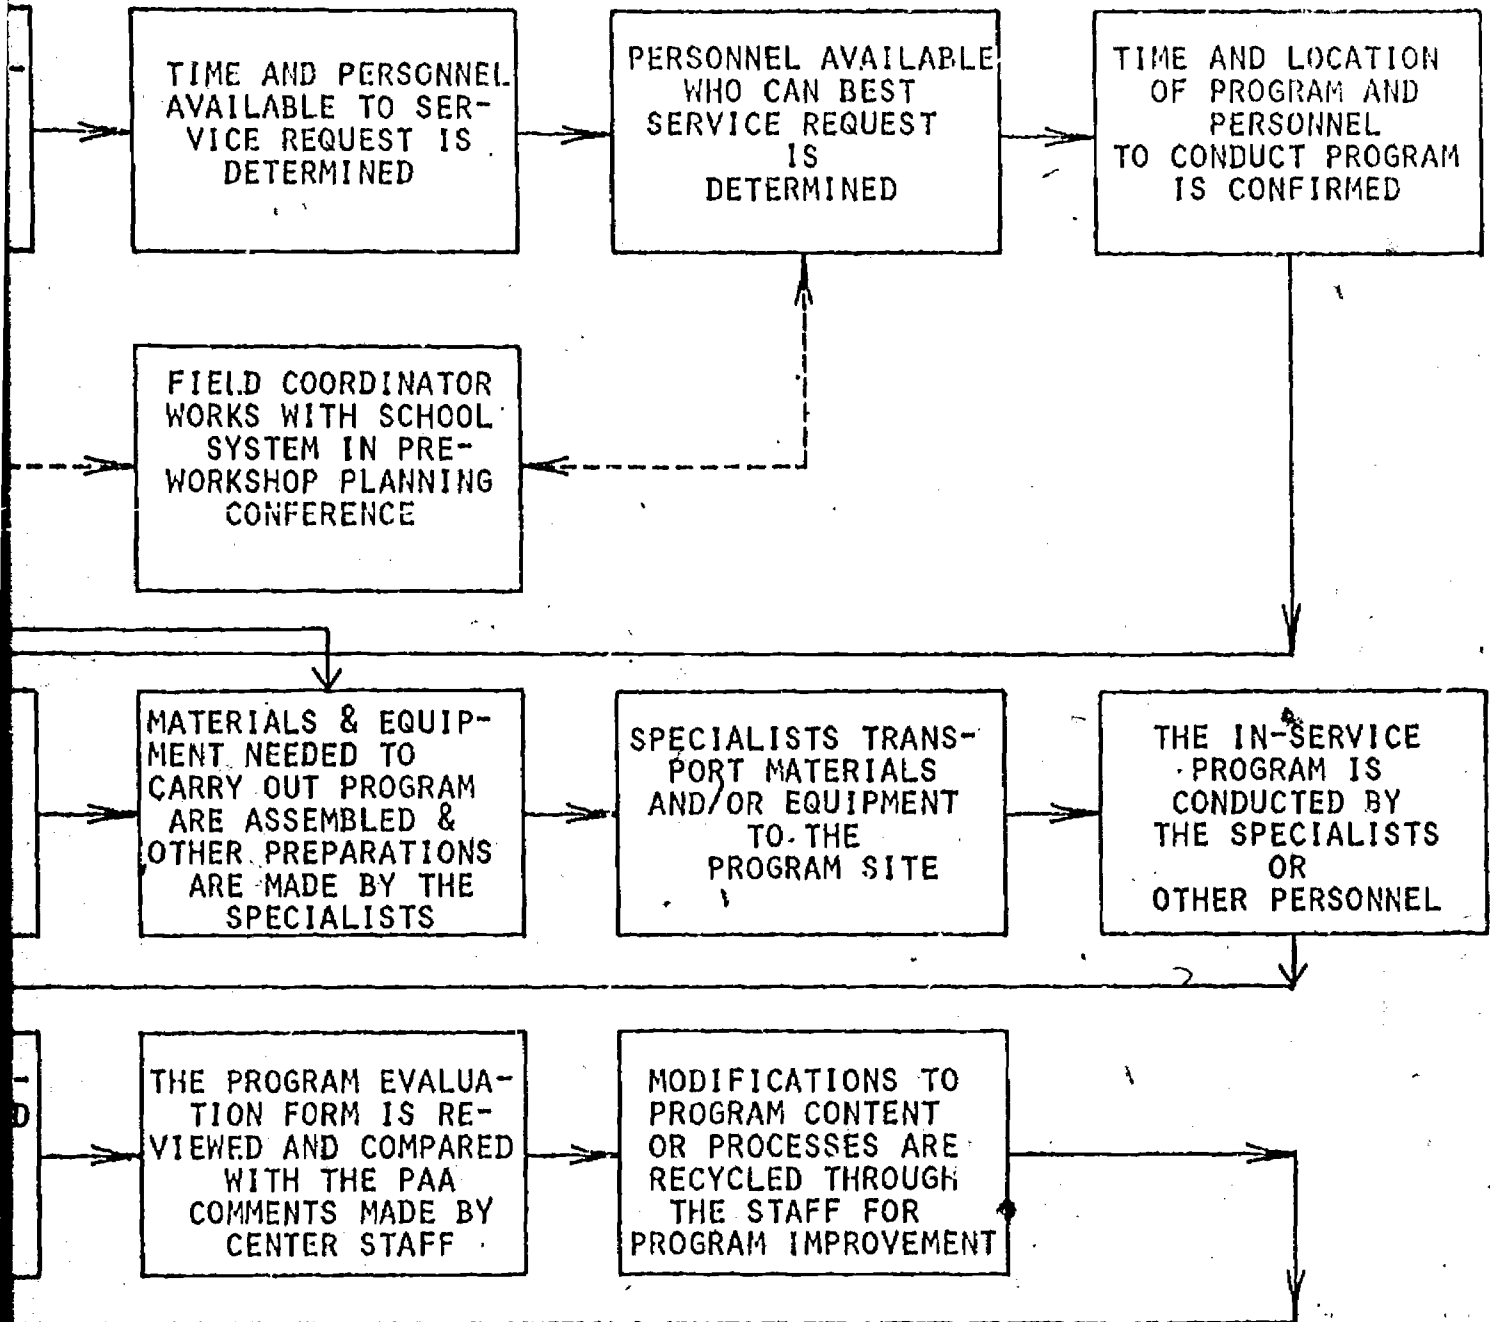 -
TIME AND PERSONNEL
AVAILABLE TO SER-
VICE REQUEST IS
DETERMINED
PERSONNEL AVAILABLE
WHO CAN BEST
SERVICE REQUEST
IS
DETERMINED
TIME AND LOCATION
OF PROGRAM AND
PERSONNEL
TO CONDUCT PROGRAM
IS CONFIRMED
FIELD COORDINATOR
WORKS WITH SCHOOL
SYSTEM IN PRE-
WORKSHOP PLANNING
CONFERENCE
MATERIALS & EQUIP-
MENT NEEDED TO
CARRY OUT PROGRAM
ARE ASSEMBLED &
OTHER PREPARATIONS
ARE MADE BY THE
SPECIALISTS
SPECIALISTS TRANS-
PORT MATERIALS
AND/OR EQUIPMENT
TO THE
PROGRAM SITE
THE IN-SERVICE
PROGRAM IS
CONDUCTED BY
THE SPECIALISTS
OR
OTHER PERSONNEL
-
D
THE PROGRAM EVALUA-
TION FORM IS RE-
VIEWED AND COMPARED
WITH THE PAA
COMMENTS MADE BY
CENTER STAFF
MODIFICATIONS TO
PROGRAM CONTENT
OR PROCESSES ARE
RECYCLED THROUGH
THE STAFF FOR
PROGRAM IMPROVEMENT